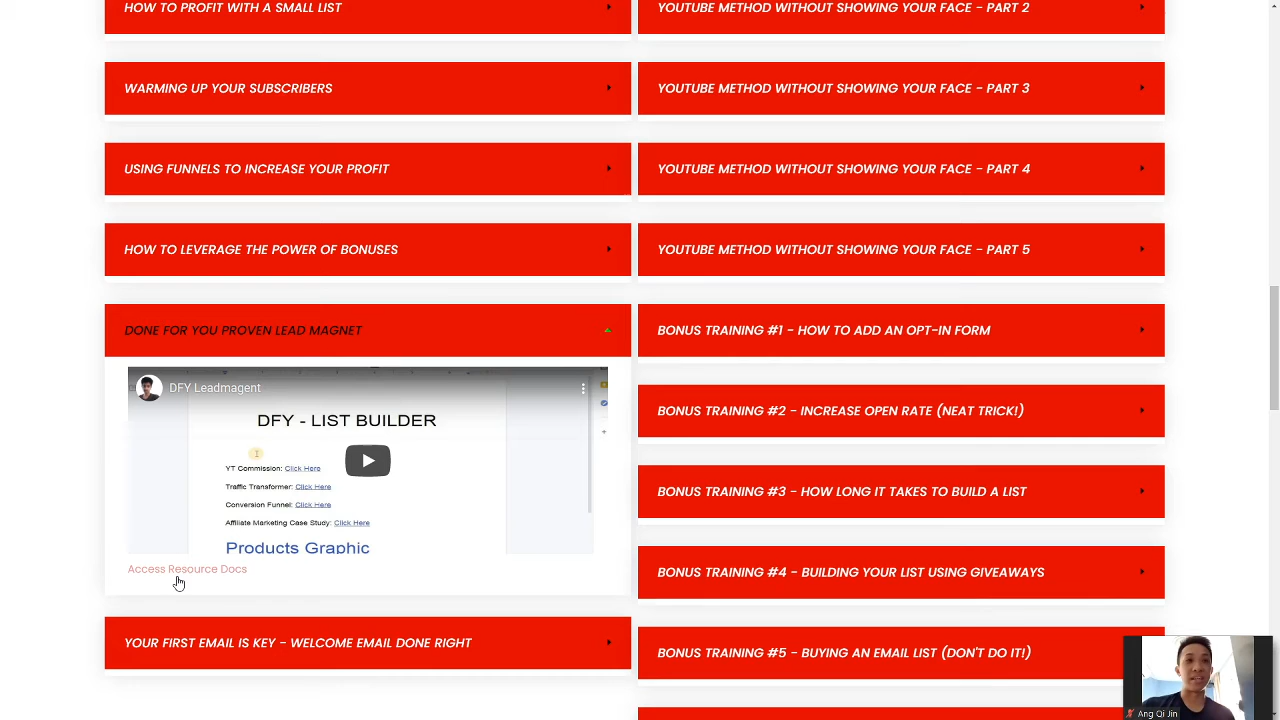 HOW TO PROFIT WITH A SMALL LIST
WARMING UP YOUR SUBSCRIBERS
USING FUNNELS TO INCREASE YOUR PROFIT
HOW TO LEVERAGE THE POWER OF BONUSES
DONE FOR YOU PROVEN LEAD MAGNET
DFY Leadmagent
DFY - LIST BUILDER
YT Commission: Click Here
Traffic Transformer: Click Here
Conversion Funnel: Click Here
Affiliate Marketing Case Study: Click Here
Products Graphic
Access Resource Docs
YOUR FIRST EMAIL IS KEY - WELCOME EMAIL DONE RIGHT
YOUTUBE METHOD WITHOUT SHOWING YOUR FACE - PART 2
YOUTUBE METHOD WITHOUT SHOWING YOUR FACE - PART 3
YOUTUBE METHOD WITHOUT SHOWING YOUR FACE - PART 4
YOUTUBE METHOD WITHOUT SHOWING YOUR FACE - PART 5
BONUS TRAINING #1 - HOW TO ADD AN OPT-IN FORM
BONUS TRAINING #2 - INCREASE OPEN RATE (NEAT TRICK!)
BONUS TRAINING #3 - HOW LONG IT TAKES TO BUILD A LIST
BONUS TRAINING #4 - BUILDING YOUR LIST USING GIVEAWAYS
BONUS TRAINING #5 - BUYING AN EMAIL LIST (DON'T DO IT!)
Ang Qi Jin